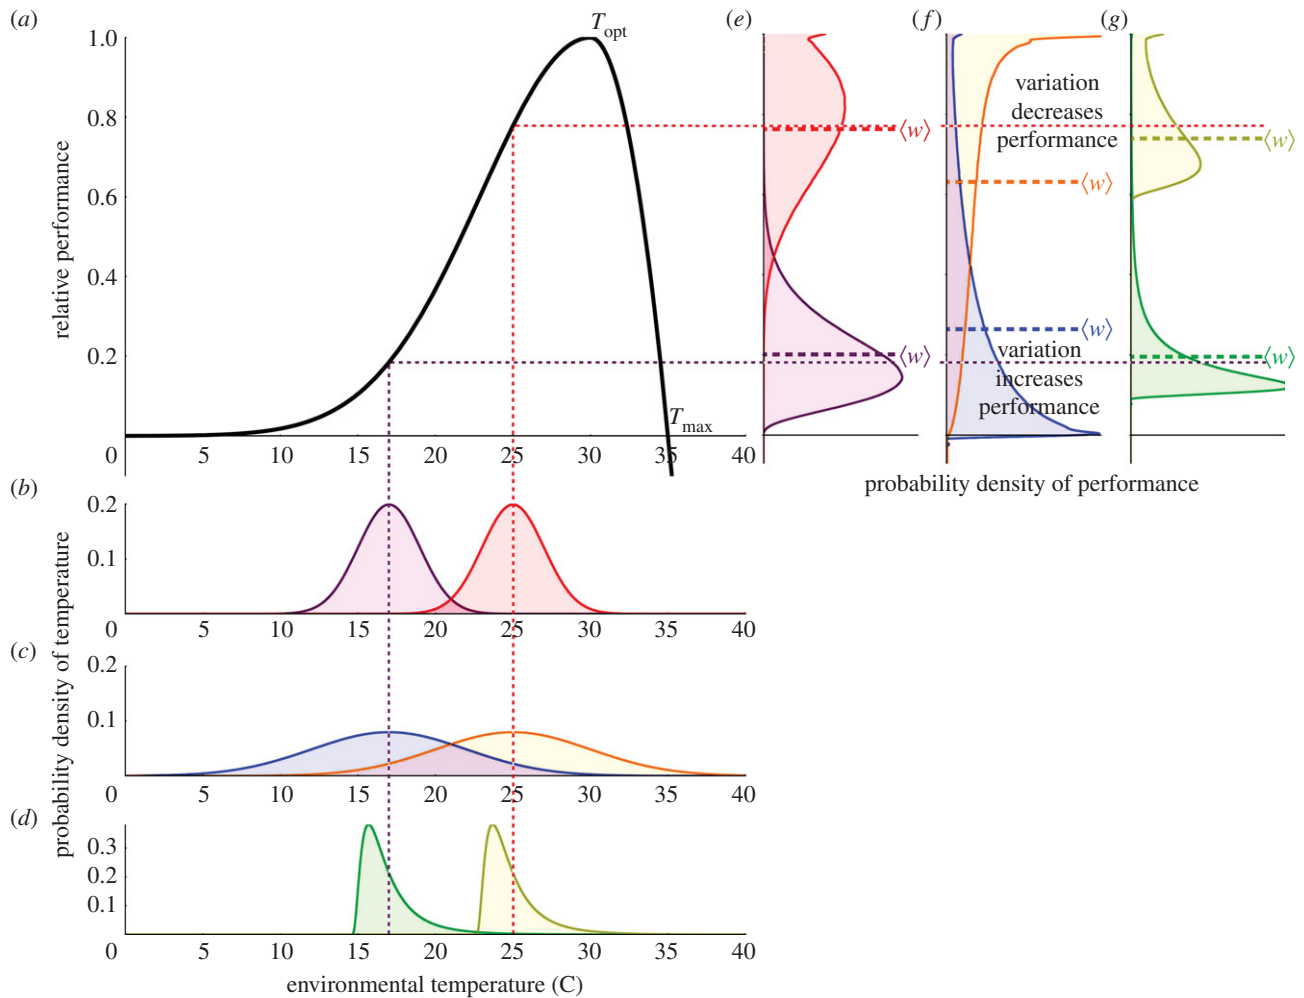 (a)
T opt
(e)
(f)
(g)
1.0
0.8
0.6
0.4
0.2
relative performance
variation
decreases
performance
⟨w⟩
⟨w⟩
⟨w⟩
⟨w⟩
⟨w⟩
⟨w⟩
variation
increases
performance
T max
0 5 10 15 20 25 30 35 40
probability density of performance
(b)
0.2
0.1
0 5 10 15 20 25 30 35 40
probability density of temperature
(c)
0.2
0.1
0 5 10 15 20 25 30 35 40
(d)
0.3
0.2
0.1
0 5 10 15 20 25 30 35 40
environmental temperature (C)